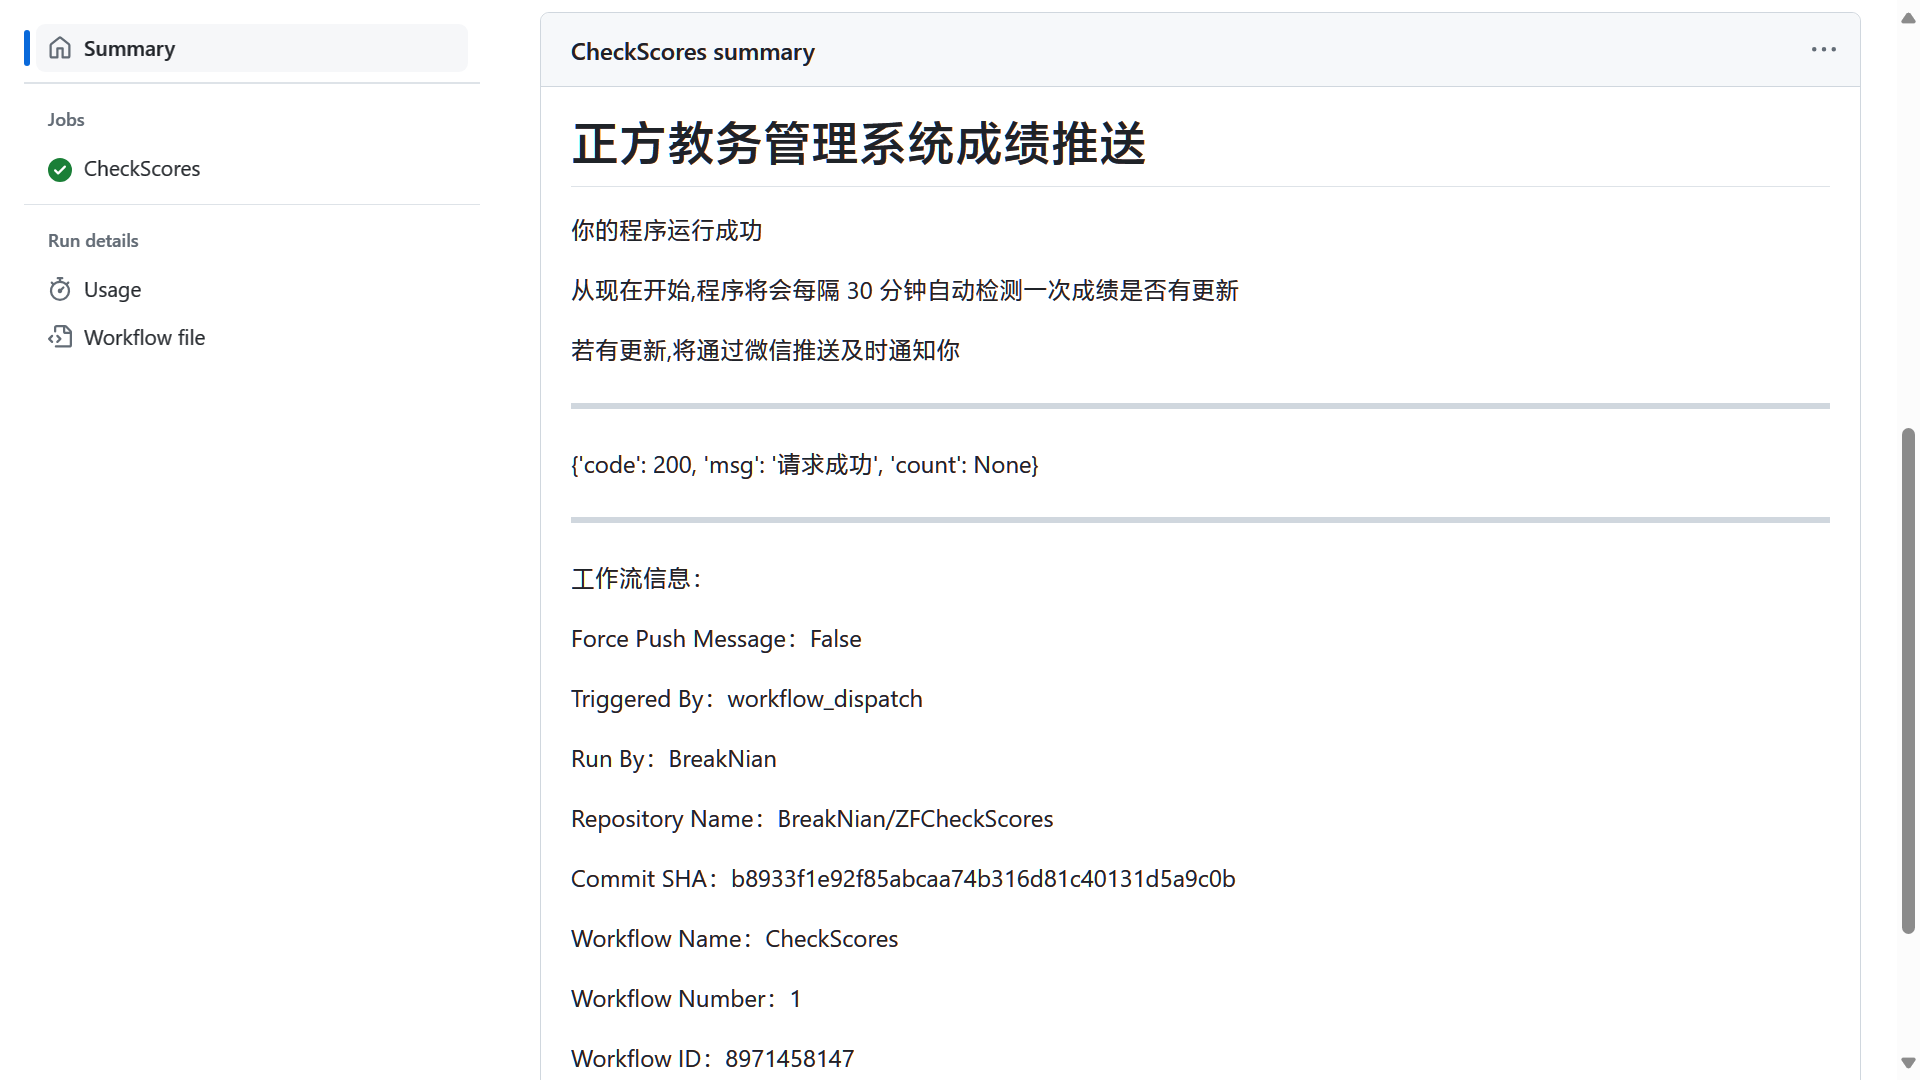 Summary
Jobs
CheckScores
Run details
Usage
Workflow file
CheckScores summary
正方教务管理系统成绩推送
你的程序运行成功
从现在开始,程序将会每隔 30 分钟自动检测一次成绩是否有更新
若有更新,将通过微信推送及时通知你
{'code': 200, 'msg': '请求成功', 'count': None}
工作流信息：
Force Push Message：False
Triggered By：workflow_dispatch
Run By：BreakNian
Repository Name：BreakNian/ZFCheckScores
Commit SHA：b8933f1e92f85abcaa74b316d81c40131d5a9c0b
Workflow Name：CheckScores
Workflow Number：1
Workflow ID：8971458147